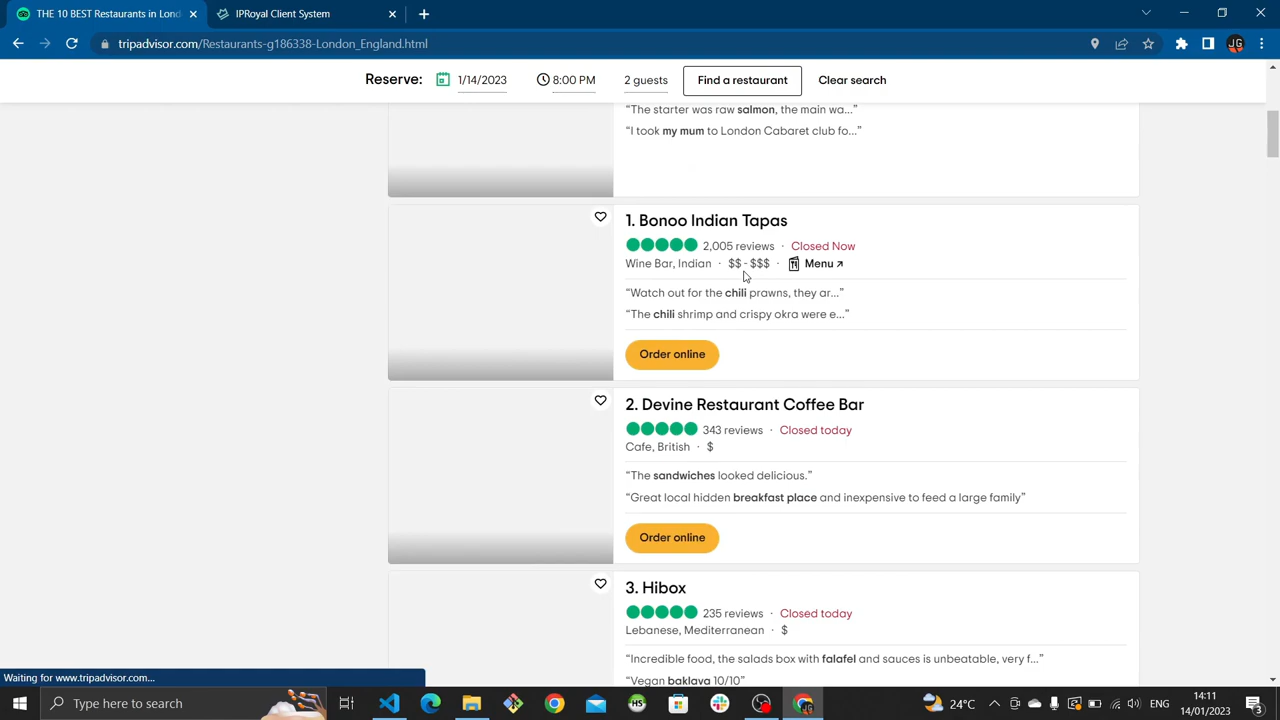 THE 10 BEST Restaurants in Lond
IPRoyal Client System
tripadvisor.com/Restaurants-g186338-London_England.html
JG
Reserve: 1/14/2023 8:00 PM 2 guests Find a restaurant Clear search
“The starter was raw salmon, the main wa...”
“I took my mum to London Cabaret club fo...”
1. Bonoo Indian Tapas
2,005 reviews · Closed Now
Wine Bar, Indian · $$ - $$$ · Menu
“Watch out for the chili prawns, they ar...”
“The chili shrimp and crispy okra were e...”
Order online
2. Devine Restaurant Coffee Bar
343 reviews · Closed today
Cafe, British · $
“The sandwiches looked delicious.”
“Great local hidden breakfast place and inexpensive to feed a large family”
Order online
3. Hibox
235 reviews · Closed today
Lebanese, Mediterranean · $
“Incredible food, the salads box with falafel and sauces is unbeatable, very f...”
“Vegan baklava 10/10”
Waiting for www.tripadvisor.com...
Type here to search
HS
24°C
ENG
14:11
14/01/2023
3